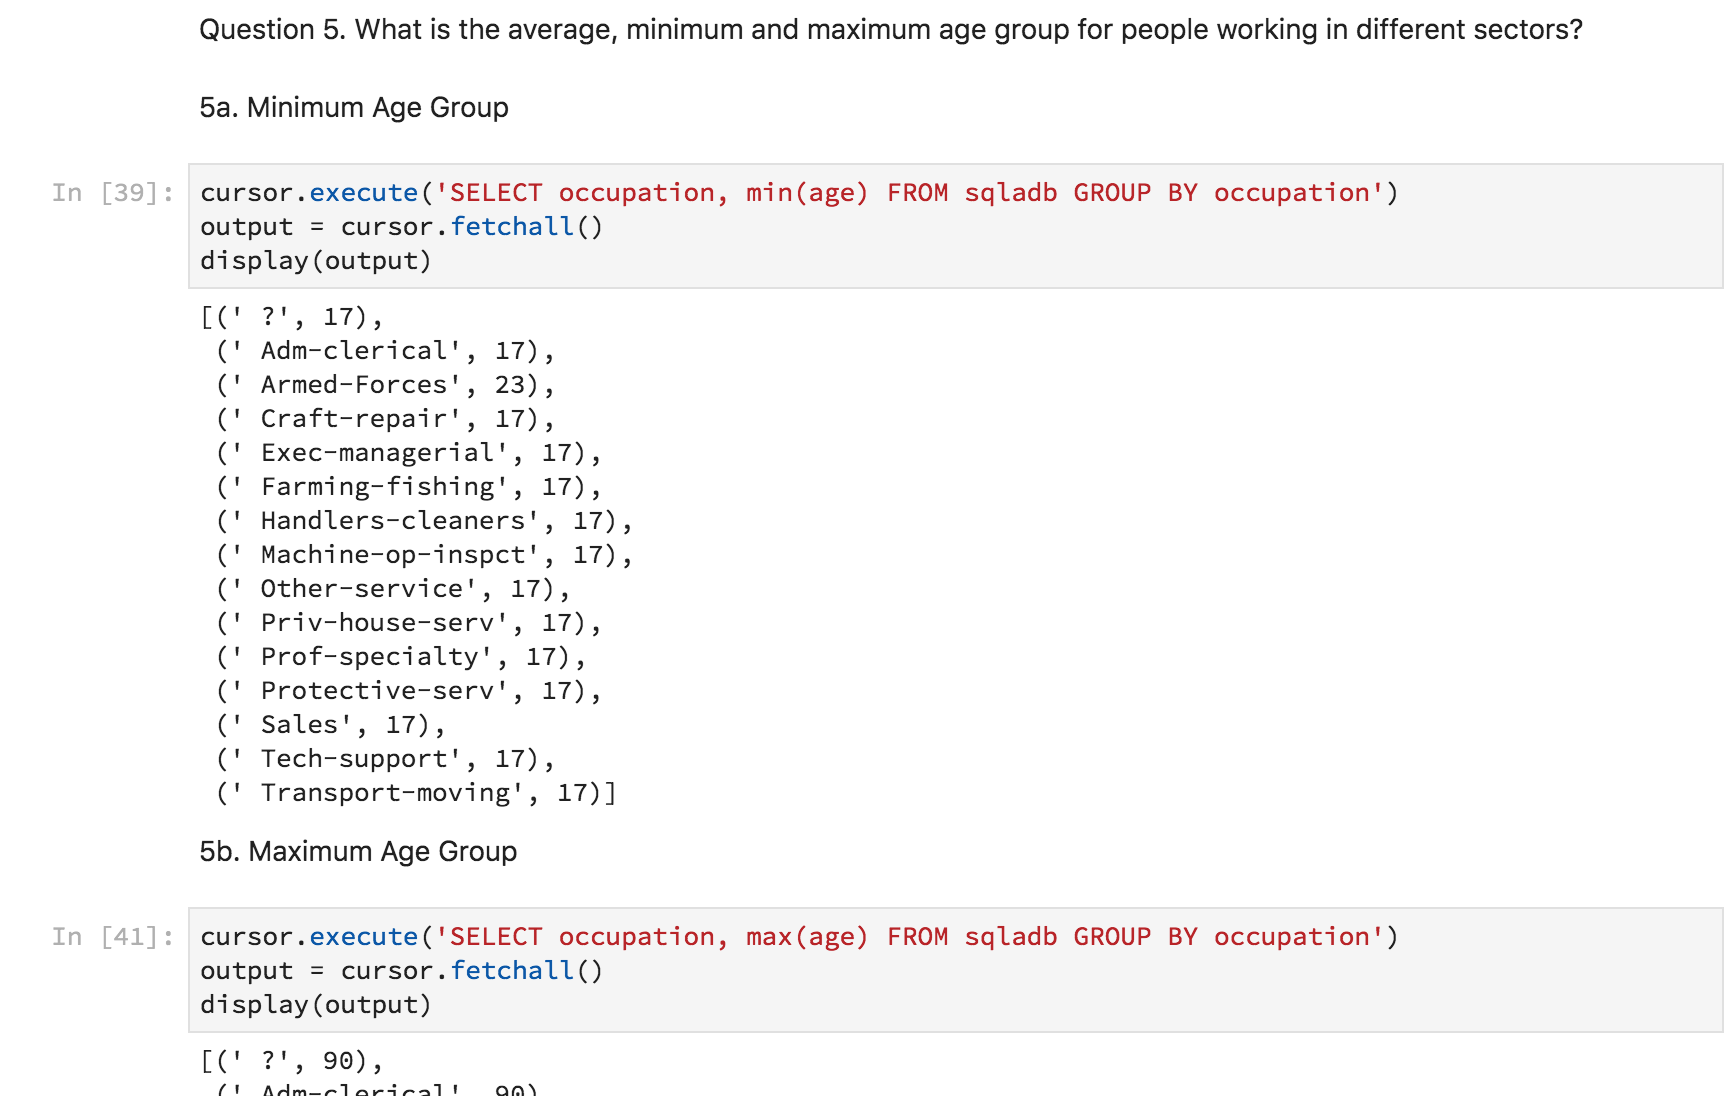 Question 5. What is the average, minimum and maximum age group for people working in different sectors?
5a. Minimum Age Group
In [39]: cursor.execute('SELECT occupation, min(age) FROM sqladb GROUP BY occupation')
output = cursor.fetchall()
display(output)
[(' ?', 17),
(' Adm-clerical', 17),
(' Armed-Forces', 23),
(' Craft-repair', 17),
(' Exec-managerial', 17),
(' Farming-fishing', 17),
(' Handlers-cleaners', 17),
(' Machine-op-inspct', 17),
(' Other-service', 17),
(' Priv-house-serv', 17),
(' Prof-specialty', 17),
(' Protective-serv', 17),
(' Sales', 17),
(' Tech-support', 17),
(' Transport-moving', 17)]
5b. Maximum Age Group
In [41]: cursor.execute('SELECT occupation, max(age) FROM sqladb GROUP BY occupation')
output = cursor.fetchall()
display(output)
[(' ?', 90),
(' Adm-clerical', 90)